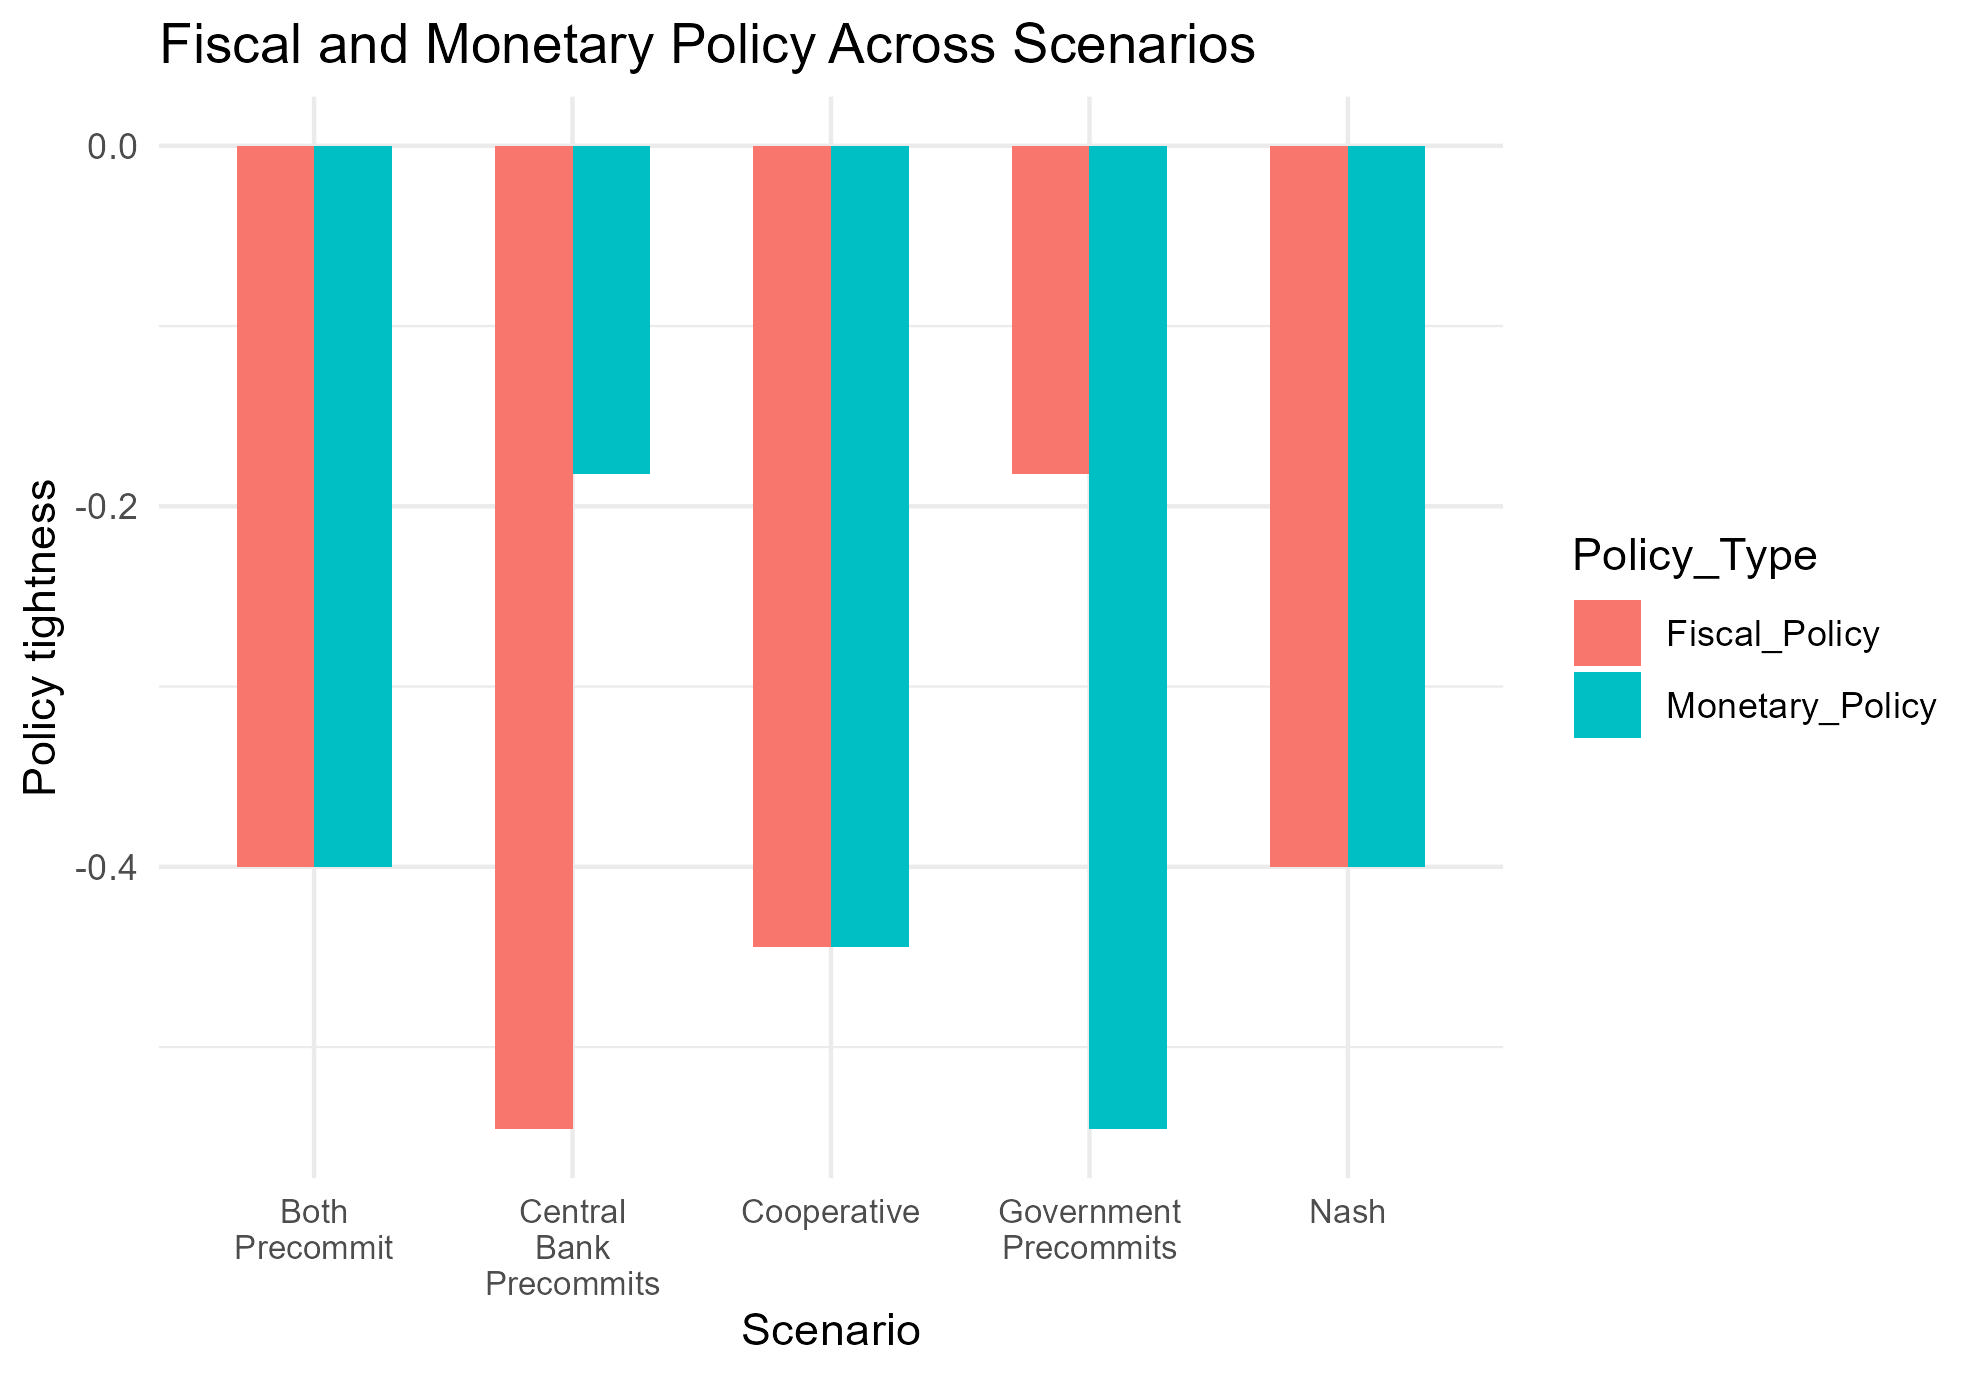 Fiscal and Monetary Policy Across Scenarios
0.0
-0.2
-0.4
Policy tightness
Both
Precommit
Central
Bank
Precommits
Cooperative
Government
Precommits
Nash
Scenario
Policy_Type
Fiscal_Policy
Monetary_Policy